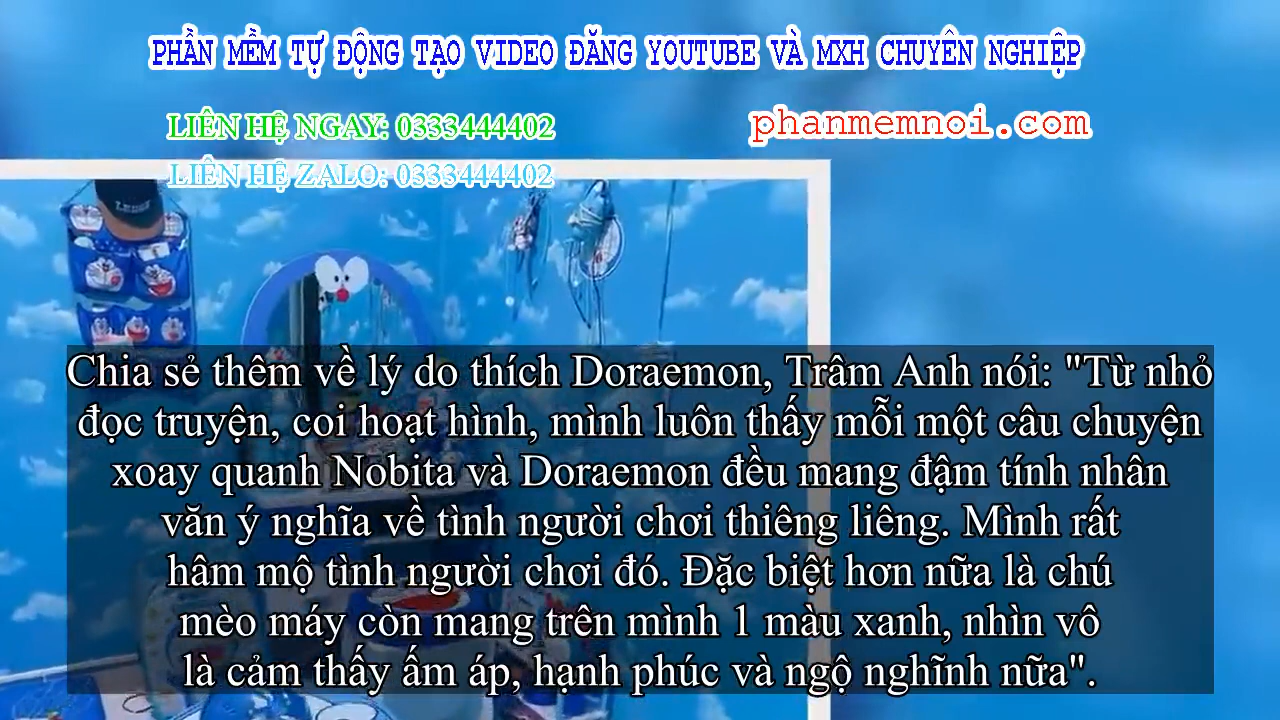 PHẦN MỀM TỰ ĐỘNG TẠO VIDEO ĐĂNG YOUTUBE VÀ MXH CHUYÊN NGHIỆP
LIÊN HỆ NGAY: 0333444402
phanmemnoi.com
LIÊN HỆ ZALO: 0333444402
Chia sẻ thêm về lý do thích Doraemon, Trâm Anh nói: "Từ nhỏ
đọc truyện, coi hoạt hình, mình luôn thấy mỗi một câu chuyện
xoay quanh Nobita và Doraemon đều mang đậm tính nhân
văn ý nghĩa về tình người chơi thiêng liêng. Mình rất
hâm mộ tình người chơi đó. Đặc biệt hơn nữa là chú
mèo máy còn mang trên mình 1 màu xanh, nhìn vô
là cảm thấy ấm áp, hạnh phúc và ngộ nghĩnh nữa".